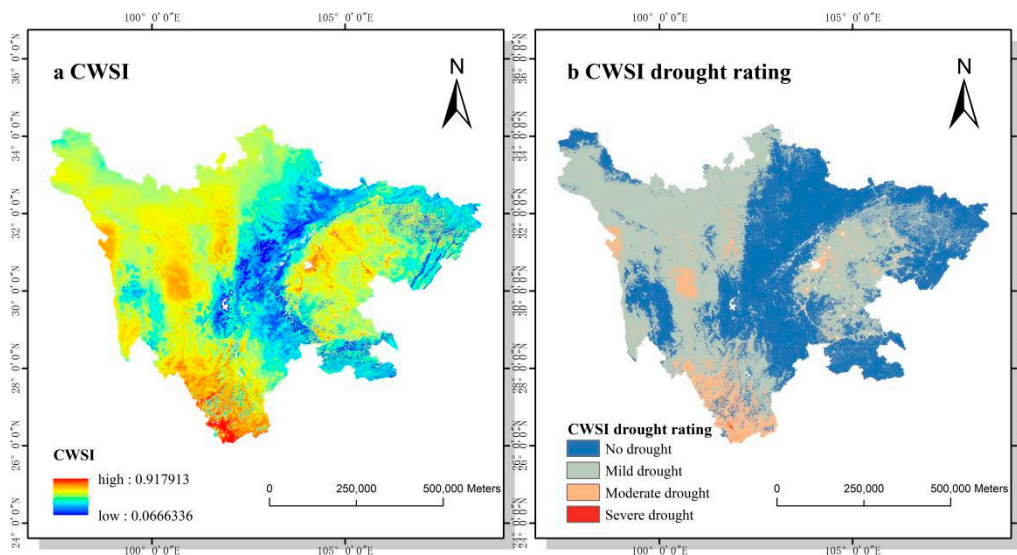 100° 0′0″E
105° 0′0″E
100° 0′0″E
105° 0′0″E
a CWSI
N
b CWSI drought rating
N
36° 0′0″N
34° 0′0″N
32° 0′0″N
30° 0′0″N
28° 0′0″N
26° 0′0″N
24° 0′0″N
CWSI
high : 0.917913
low : 0.0666336
0
250,000
500,000 Meters
CWSI drought rating
No drought
Mild drought
Moderate drought
Severe drought
0
250,000
500,000 Meters
100° 0′0″E
105° 0′0″E
100° 0′0″E
105° 0′0″E